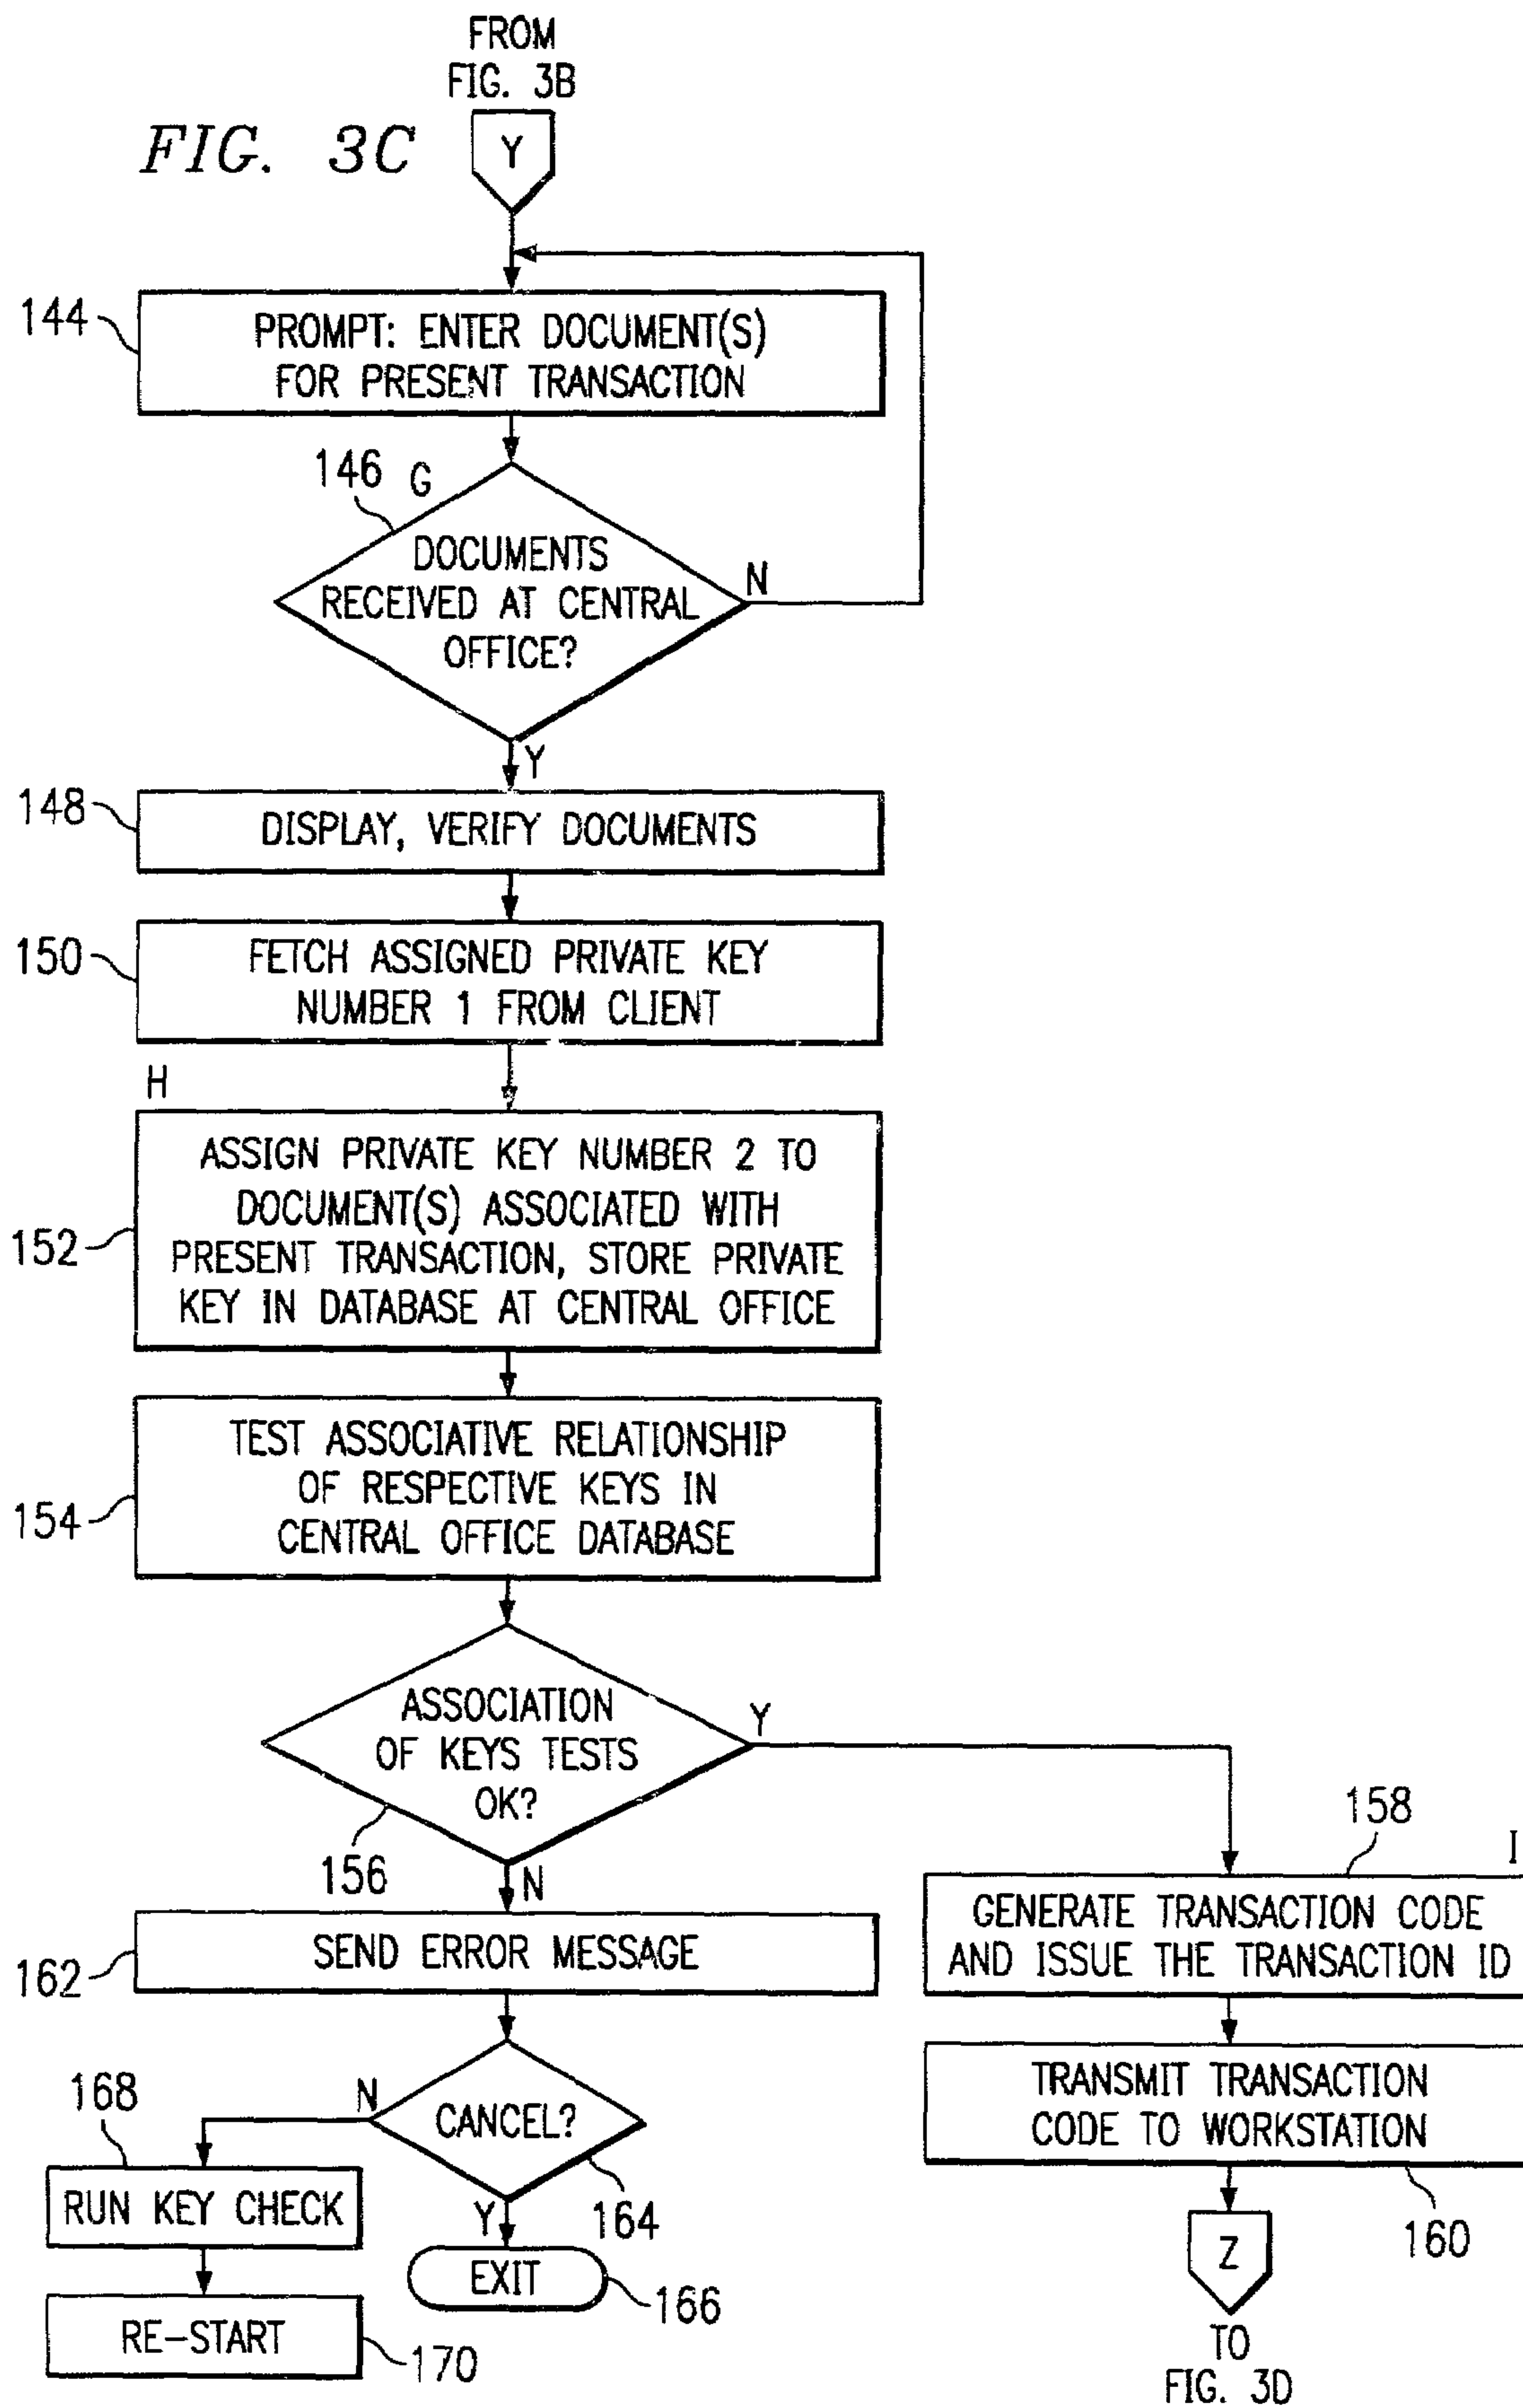 FROM
FIG. 3B
FIG. 3C
Y
144
PROMPT: ENTER DOCUMENT(S)
FOR PRESENT TRANSACTION
146
G
DOCUMENTS
RECEIVED AT CENTRAL
OFFICE?
N
Y
148
DISPLAY, VERIFY DOCUMENTS
150
FETCH ASSIGNED PRIVATE KEY
NUMBER 1 FROM CLIENT
H
152
ASSIGN PRIVATE KEY NUMBER 2 TO
DOCUMENT(S) ASSOCIATED WITH
PRESENT TRANSACTION, STORE PRIVATE
KEY IN DATABASE AT CENTRAL OFFICE
154
TEST ASSOCIATIVE RELATIONSHIP
OF RESPECTIVE KEYS IN
CENTRAL OFFICE DATABASE
ASSOCIATION
OF KEYS TESTS
OK?
Y
156
N
158
I
GENERATE TRANSACTION CODE
AND ISSUE THE TRANSACTION ID
162
SEND ERROR MESSAGE
TRANSMIT TRANSACTION
CODE TO WORKSTATION
160
168
N
CANCEL?
164
Y
RUN KEY CHECK
EXIT
166
RE-START
170
Z
TO
FIG. 3D